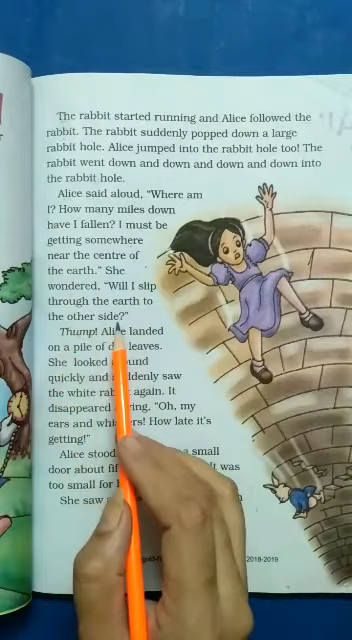 The rabbit started running and Alice followed the
rabbit. The rabbit suddenly popped down a large
rabbit hole. Alice jumped into the rabbit hole too! The
rabbit went down and down and down and down into
the rabbit hole.
Alice said aloud, “Where am
I? How many miles down
have I fallen? I must be
getting somewhere
near the centre of
the earth.” She
wondered, “Will I slip
through the earth to
the other side?”
Thump! Alice landed
on a pile of leaves.
She looked around
quickly and suddenly saw
the white rabbit again. It
disappeared saying, “Oh, my
ears and whiskers! How late it's
getting!”
Alice stood a small
door about It was
too small for
She saw
2018-2019